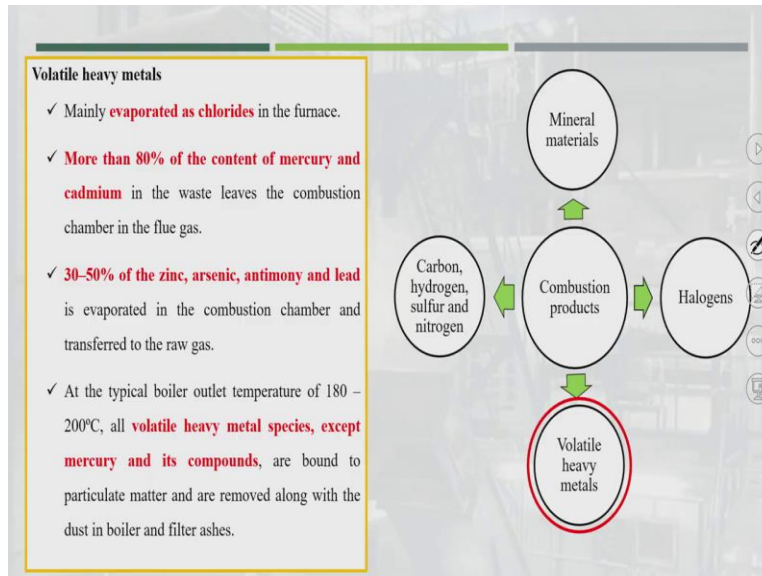 Volatile heavy metals
✓ Mainly evaporated as chlorides in the furnace.
✓ More than 80% of the content of mercury and
cadmium in the waste leaves the combustion
chamber in the flue gas.
✓ 30–50% of the zinc, arsenic, antimony and lead
is evaporated in the combustion chamber and
transferred to the raw gas.
✓ At the typical boiler outlet temperature of 180 –
200ºC, all volatile heavy metal species, except
mercury and its compounds, are bound to
particulate matter and are removed along with the
dust in boiler and filter ashes.
Mineral
materials
Carbon,
hydrogen,
sulfur and
nitrogen
Combustion
products
Halogens
Volatile
heavy
metals